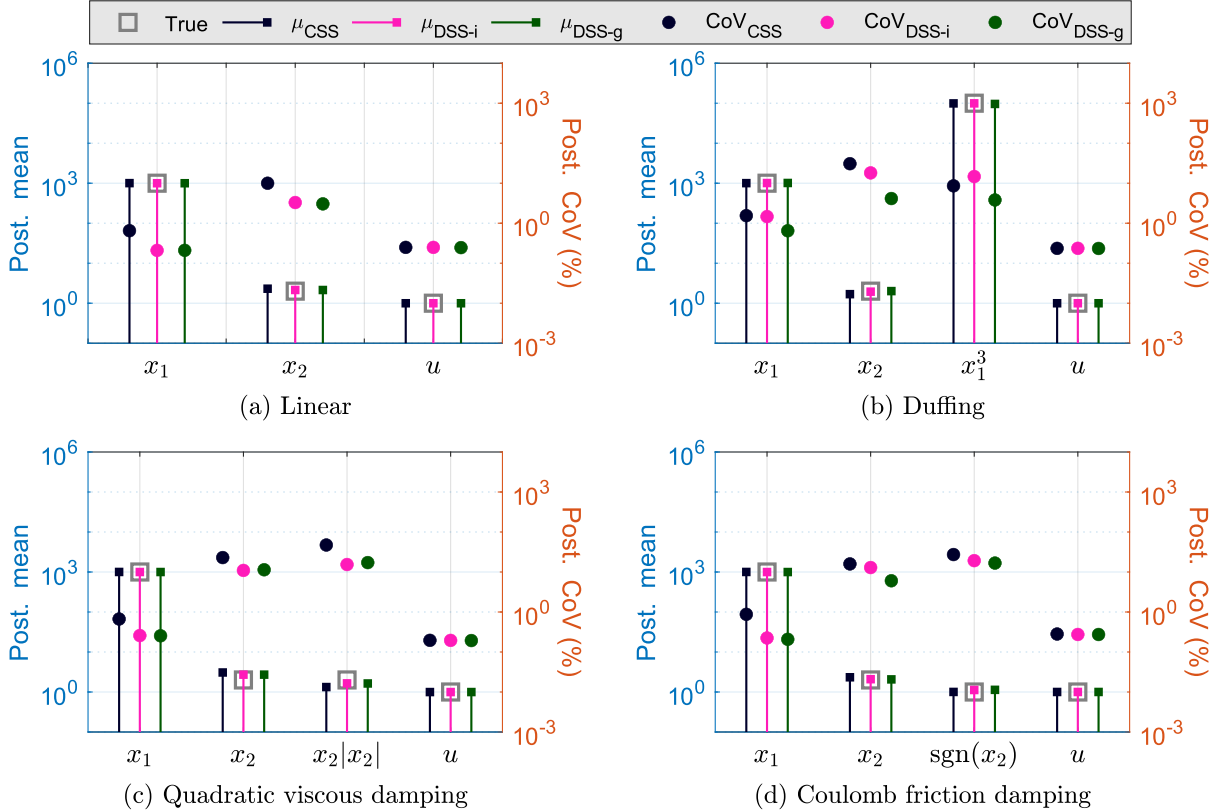 True μCSS μDSS-i μDSS-g CoVCSS CoVDSS-i CoVDSS-g
10^6
10^3
10^0
Post. mean
10^3
10^0
10^-3
Post. CoV (%)
x1 x2 u
(a) Linear
10^6
10^3
10^0
Post. mean
10^3
10^0
10^-3
Post. CoV (%)
x1 x2 x1^3 u
(b) Duffing
10^6
10^3
10^0
Post. mean
10^3
10^0
10^-3
Post. CoV (%)
x2 x2|x2| u
x1
(c) Quadratic viscous damping
10^6
10^3
10^0
Post. mean
10^3
10^0
10^-3
Post. CoV (%)
x1 x2 sgn(x2) u
(d) Coulomb friction damping